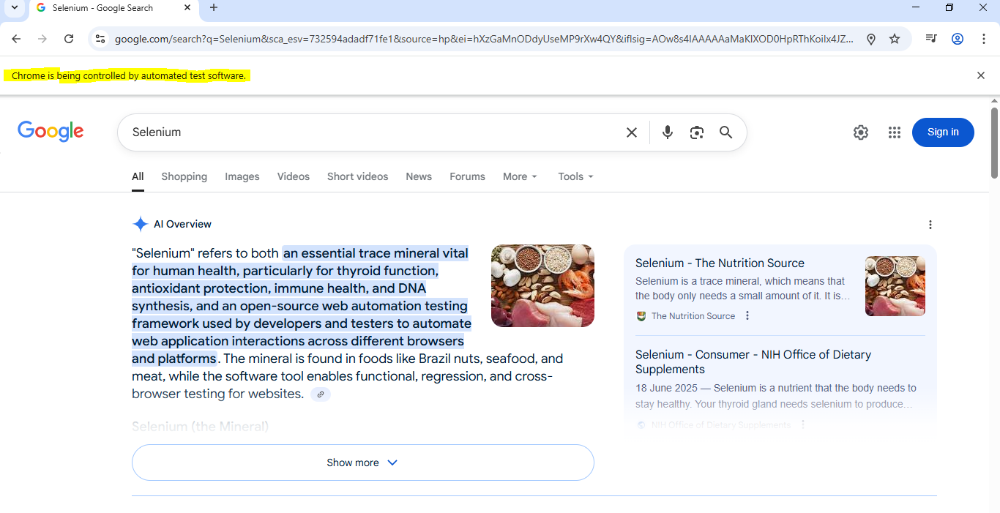 Selenium - Google Search
google.com/search?q=Selenium&sca_esv=732594adadf71fe1&source=hp&ei=hXzGaMnODdyUseMP9rXw4QY&iflsig=AOw8s4IAAAAAaMaKlXOD0HpRThKoilx4JZ...
Chrome is being controlled by automated test software.
Google
Selenium
Sign in
All Shopping Images Videos Short videos News Forums More Tools
AI Overview
"Selenium" refers to both an essential trace mineral vital
for human health, particularly for thyroid function,
antioxidant protection, immune health, and DNA
synthesis, and an open-source web automation testing
framework used by developers and testers to automate
web application interactions across different browsers
and platforms. The mineral is found in foods like Brazil nuts, seafood, and
meat, while the software tool enables functional, regression, and cross-
browser testing for websites.
Selenium (the Mineral)
Show more
Selenium - The Nutrition Source
Selenium is a trace mineral, which means that
the body only needs a small amount of it. It is…
The Nutrition Source
Selenium - Consumer - NIH Office of Dietary
Supplements
18 June 2025 — Selenium is a nutrient that the body needs to
stay healthy. Your thyroid gland needs selenium to produce…
NIH Office of Dietary Supplements